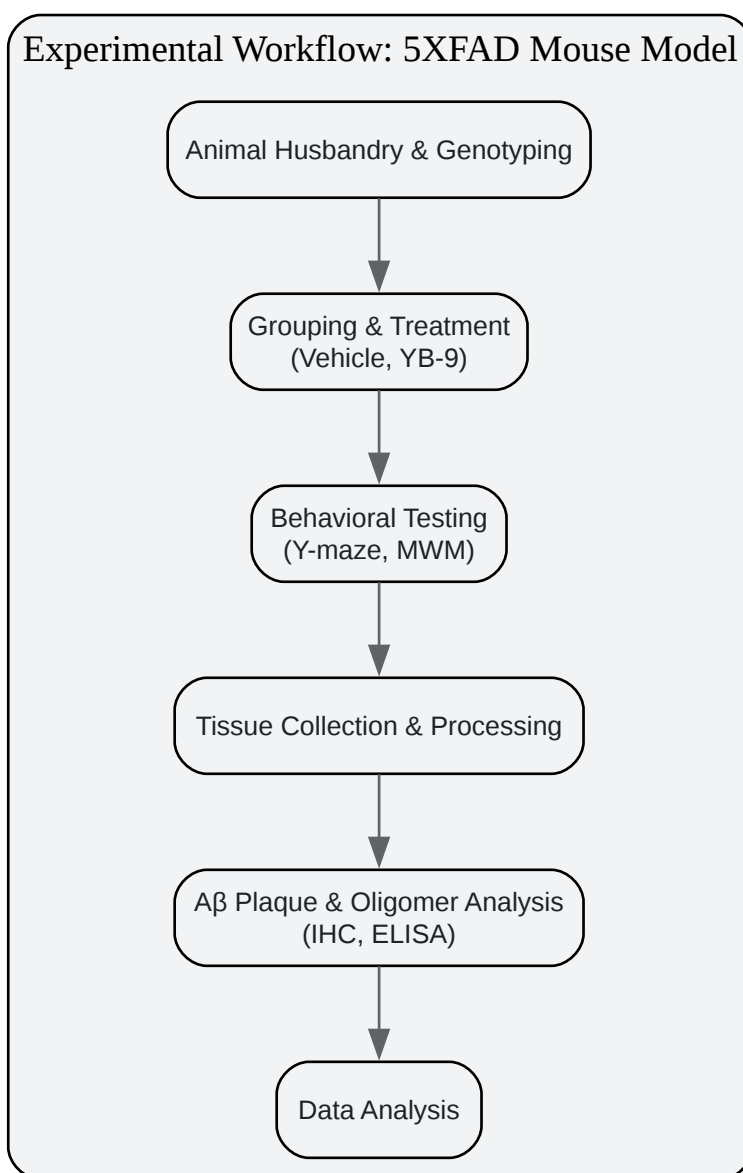 Experimental Workflow: 5XFAD Mouse Model
Animal Husbandry & Genotyping
Grouping & Treatment
(Vehicle, YB-9)
Behavioral Testing
(Y-maze, MWM)
Tissue Collection & Processing
Aβ Plaque & Oligomer Analysis
(IHC, ELISA)
Data Analysis